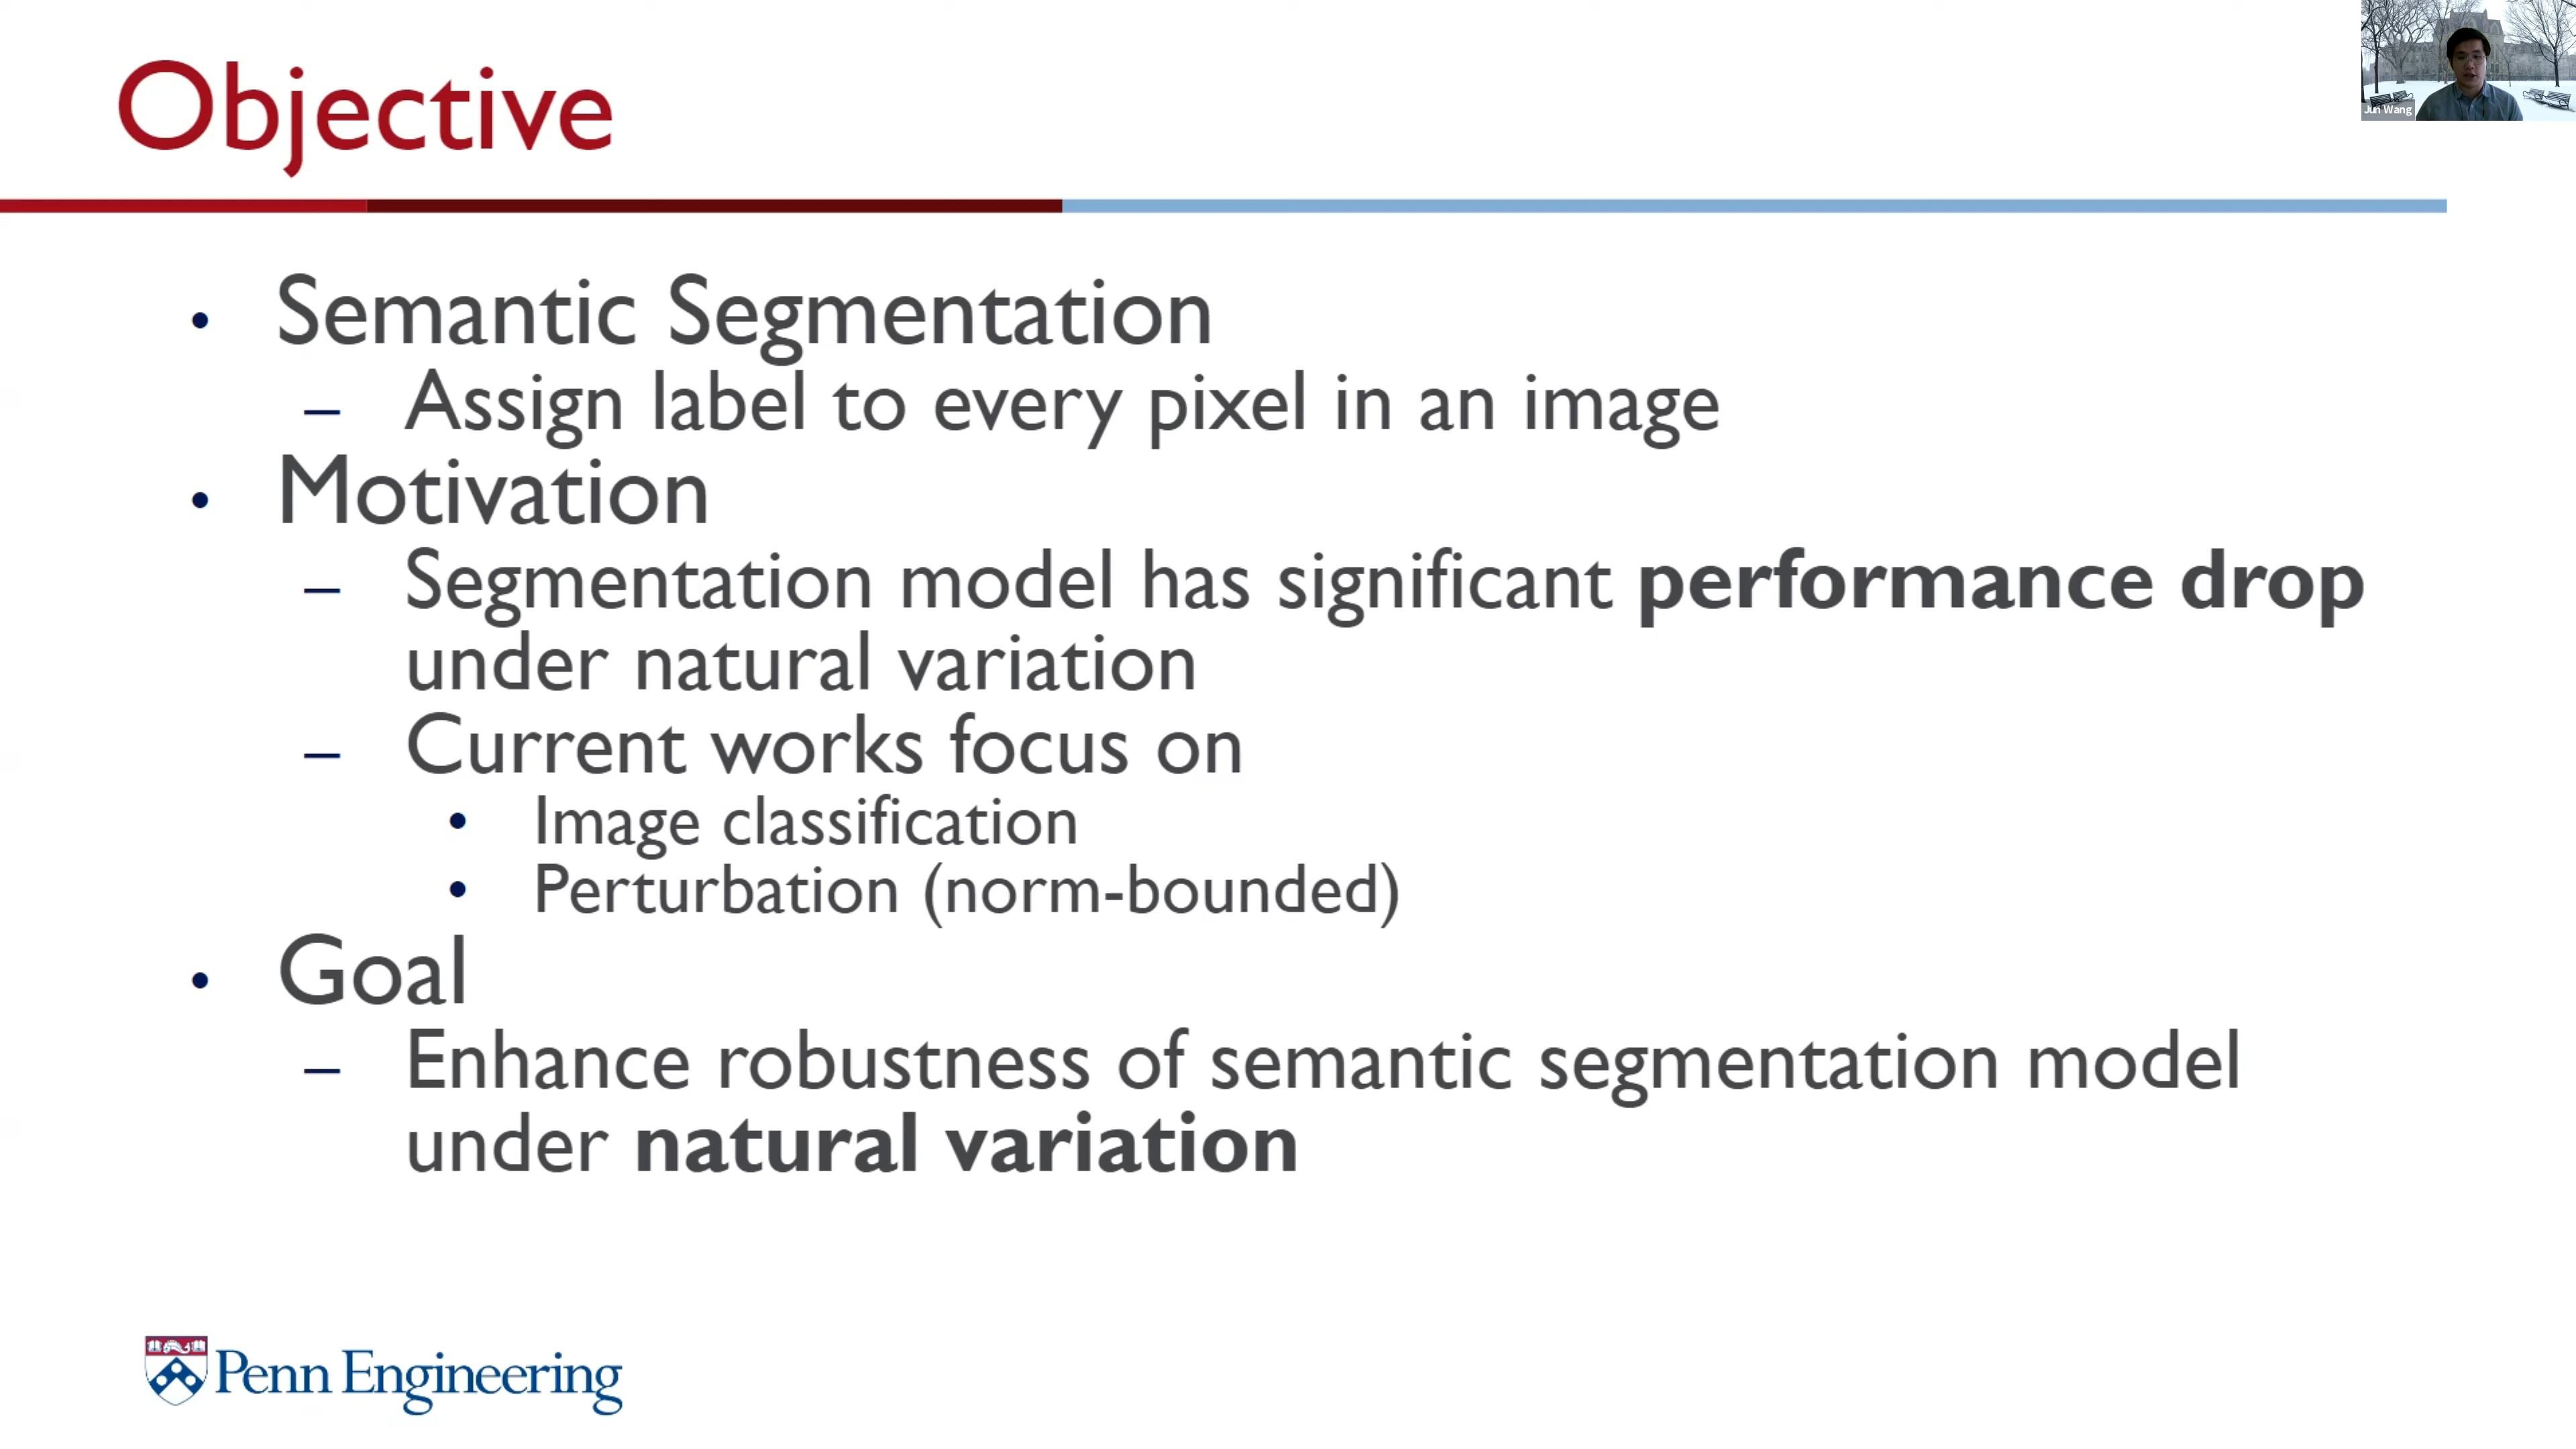 Objective
Jun Wang
• Semantic Segmentation
– Assign label to every pixel in an image
• Motivation
– Segmentation model has significant performance drop
under natural variation
– Current works focus on
• Image classification
• Perturbation (norm-bounded)
• Goal
– Enhance robustness of semantic segmentation model
under natural variation
Penn Engineering